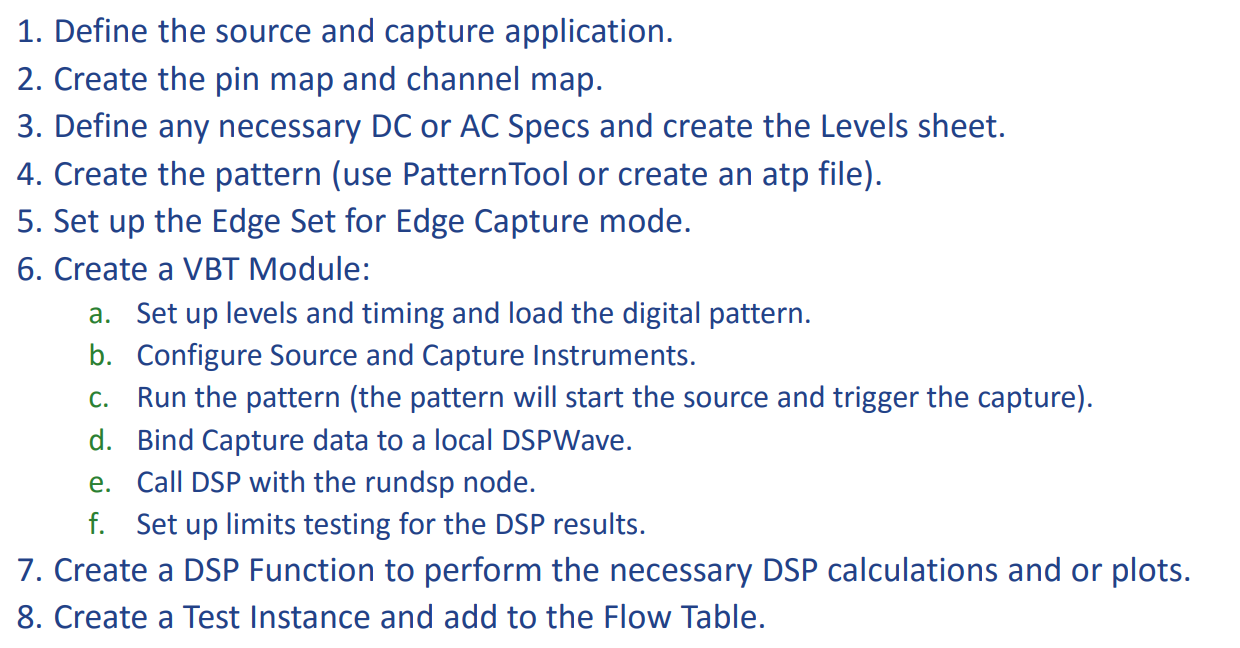 1. Define the source and capture application.
2. Create the pin map and channel map.
3. Define any necessary DC or AC Specs and create the Levels sheet.
4. Create the pattern (use PatternTool or create an atp file).
5. Set up the Edge Set for Edge Capture mode.
6. Create a VBT Module:
a. Set up levels and timing and load the digital pattern.
b. Configure Source and Capture Instruments.
c. Run the pattern (the pattern will start the source and trigger the capture).
d. Bind Capture data to a local DSPWave.
e. Call DSP with the rundsp node.
f. Set up limits testing for the DSP results.
7. Create a DSP Function to perform the necessary DSP calculations and or plots.
8. Create a Test Instance and add to the Flow Table.